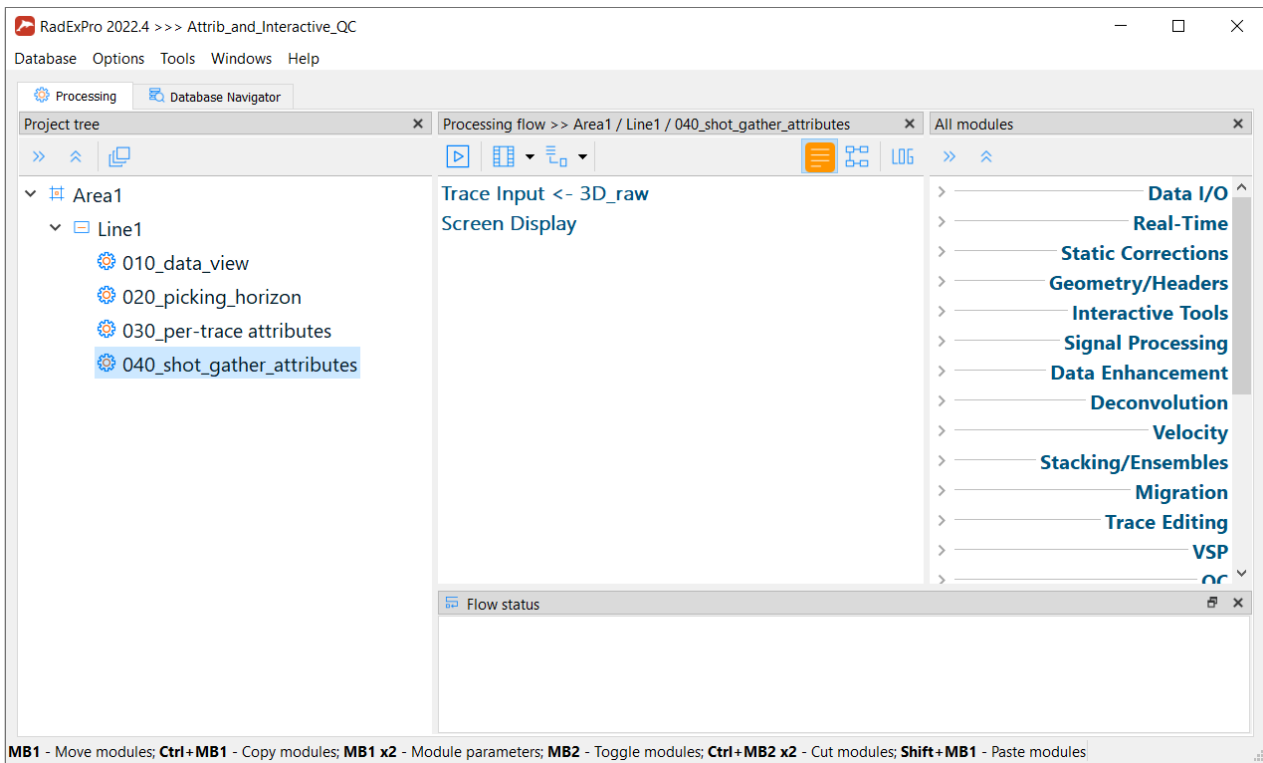 RadExPro 2022.4 >>> Attrib_and_Interactive_QC
Database Options Tools Windows Help
Processing Database Navigator
Project tree
Area1
Line1
010_data_view
020_picking_horizon
030_per-trace attributes
040_shot_gather_attributes
Processing flow >> Area1 / Line1 / 040_shot_gather_attributes
LOG
Trace Input <- 3D_raw
Screen Display
All modules
Data I/O
Real-Time
Static Corrections
Geometry/Headers
Interactive Tools
Signal Processing
Data Enhancement
Deconvolution
Velocity
Stacking/Ensembles
Migration
Trace Editing
VSP
QC
Flow status
MB1 - Move modules; Ctrl+MB1 - Copy modules; MB1 x2 - Module parameters; MB2 - Toggle modules; Ctrl+MB2 x2 - Cut modules; Shift+MB1 - Paste modules